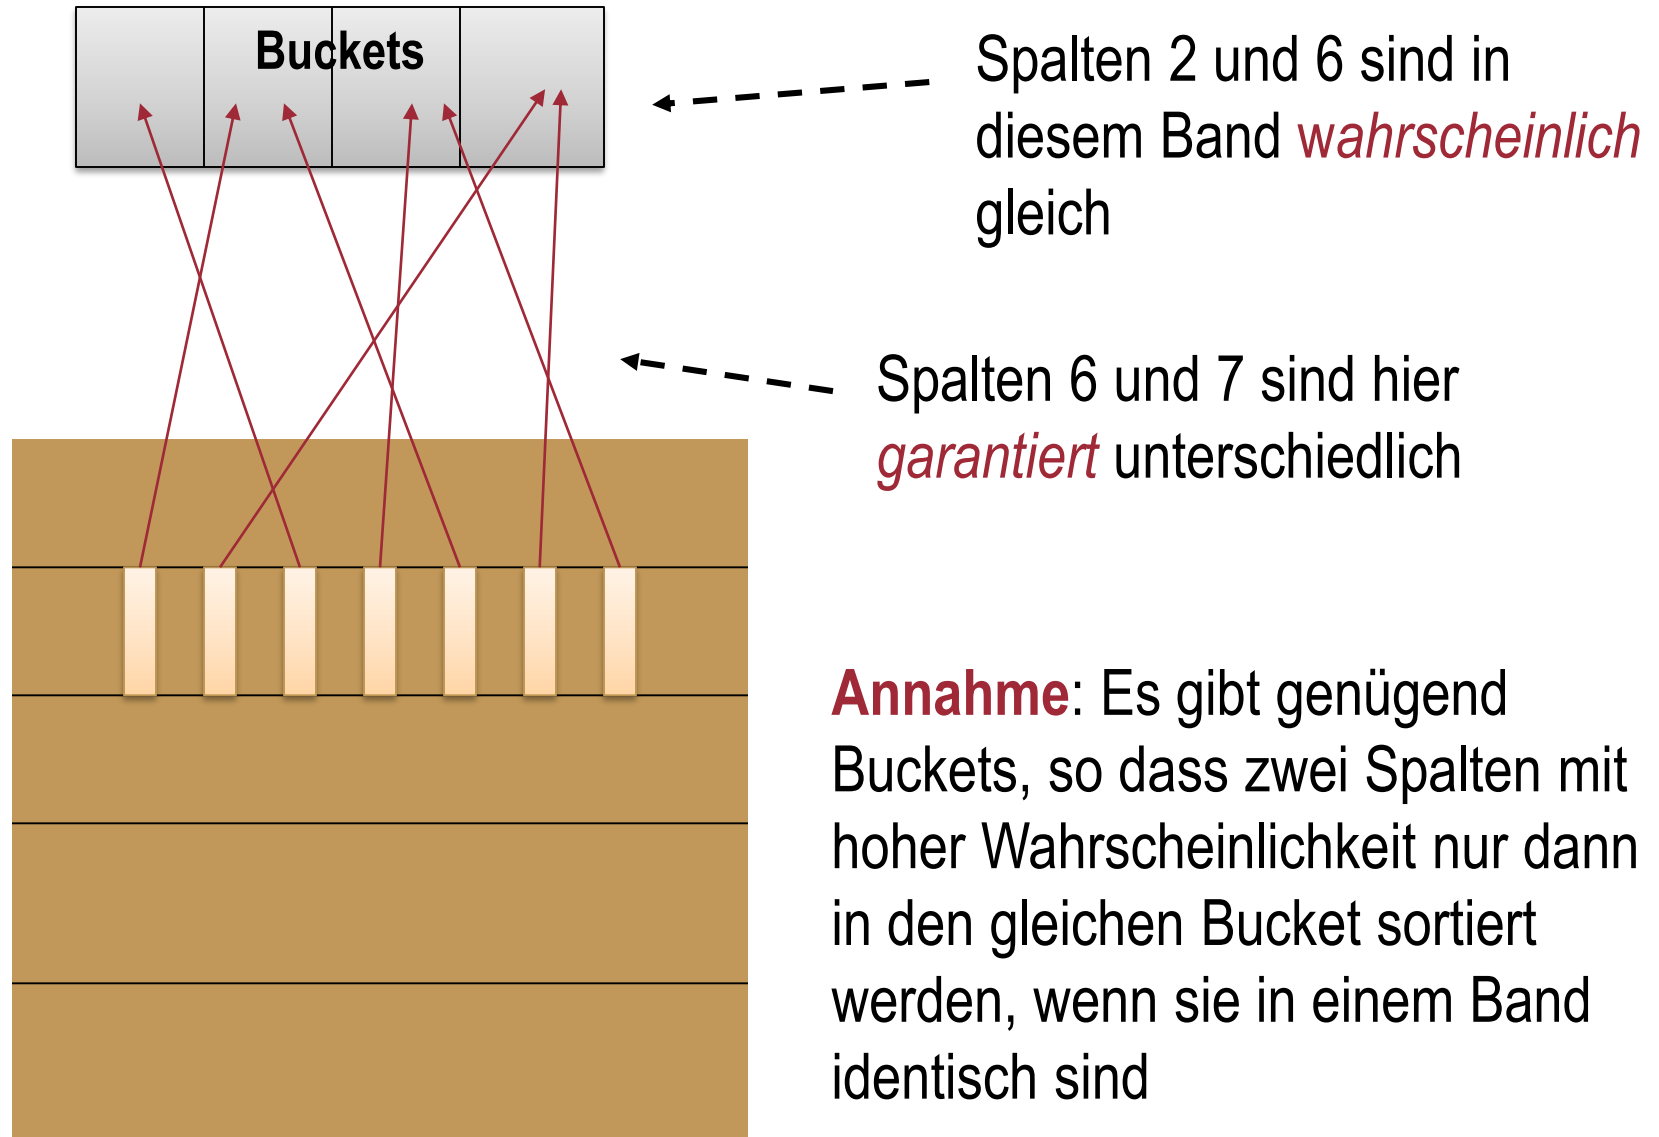 Buckets
Spalten 2 und 6 sind in
diesem Band wahrscheinlich
gleich
Spalten 6 und 7 sind hier
garantiert unterschiedlich
Annahme: Es gibt genügend
Buckets, so dass zwei Spalten mit
hoher Wahrscheinlichkeit nur dann
in den gleichen Bucket sortiert
werden, wenn sie in einem Band
identisch sind